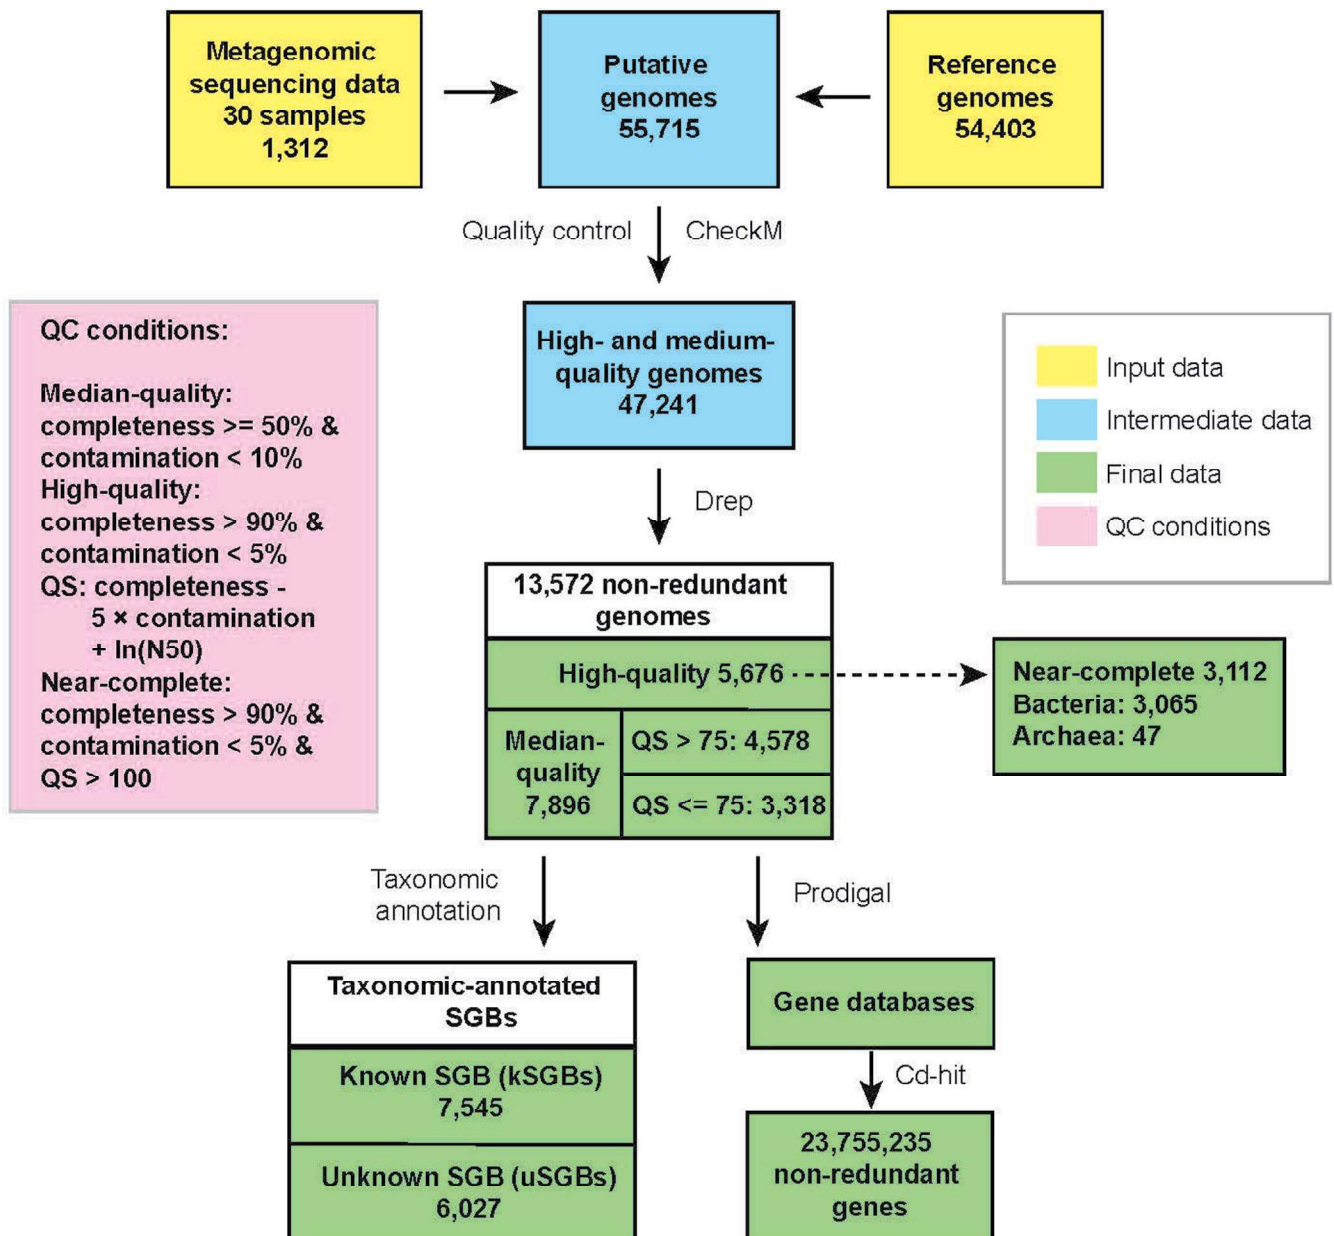 Metagenomic
sequencing data
30 samples
1,312
Putative
genomes
55,715
Reference
genomes
54,403
Quality control
CheckM
QC conditions:
Median-quality:
completeness >= 50% &
contamination < 10%
High-quality:
completeness > 90% &
contamination < 5%
QS: completeness -
5 × contamination
+ ln(N50)
Near-complete:
completeness > 90% &
contamination < 5% &
QS > 100
High- and medium-
quality genomes
47,241
Input data
Intermediate data
Final data
QC conditions
Drep
13,572 non-redundant
genomes
High-quality 5,676
Median-
quality
7,896
QS > 75: 4,578
QS <= 75: 3,318
Near-complete 3,112
Bacteria: 3,065
Archaea: 47
Taxonomic
annotation
Prodigal
Taxonomic-annotated
SGBs
Known SGB (kSGBs)
7,545
Unknown SGB (uSGBs)
6,027
Gene databases
Cd-hit
23,755,235
non-redundant
genes